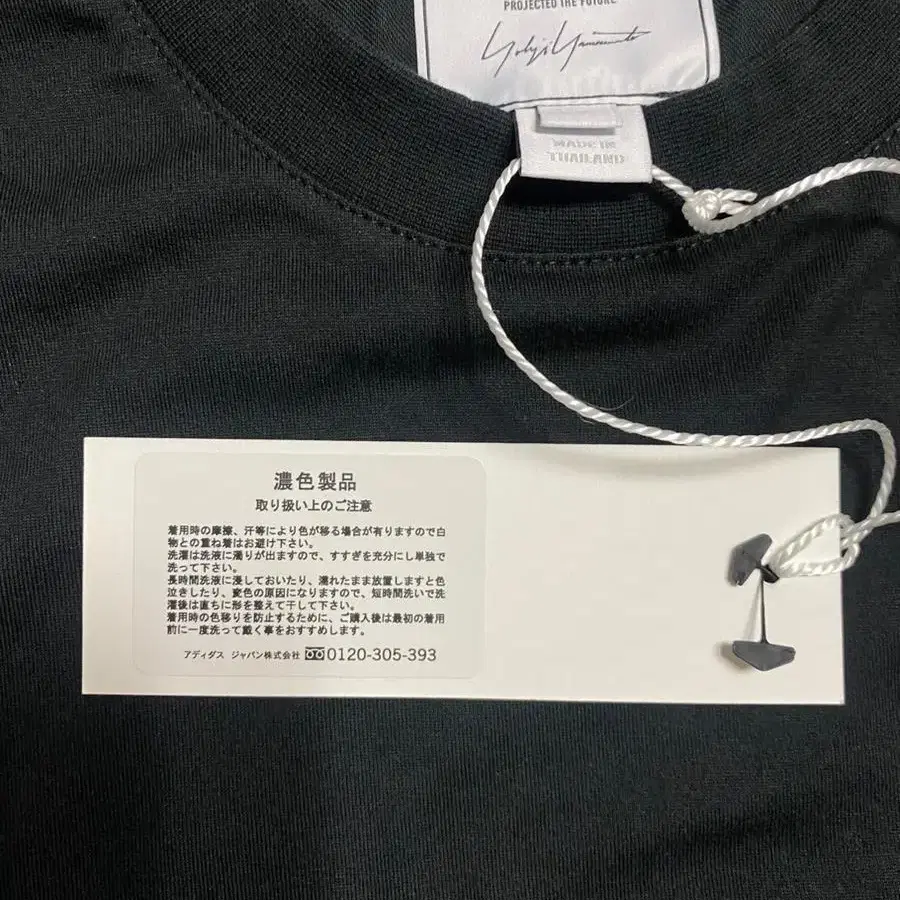 PROJECTED THE FUTURE
Yohji Yamamoto
MADE IN
THAILAND
濃色製品
取り扱い上のご注意
着用時の摩擦、汗等により色が移る場合が有りますので白
物との重ね着はお避け下さい。
洗濯は洗液に濁りが出ますので、すすぎを充分にし単独で
洗って下さい。
長時間洗液に浸しておいたり、濡れたまま放置しますと色
泣きしたり、変色の原因になりますので、短時間洗いで洗
濯後は直ちに形を整えて干して下さい。
着用時の色移りを防止するために、ご購入後は最初の着用
前に一度洗って戴く事をおすすめします。
アディダス ジャパン株式会社 0120-305-393